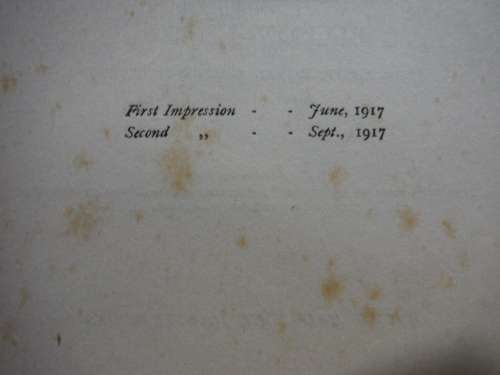 First Impression - - June, 1917
Second „ - - Sept., 1917